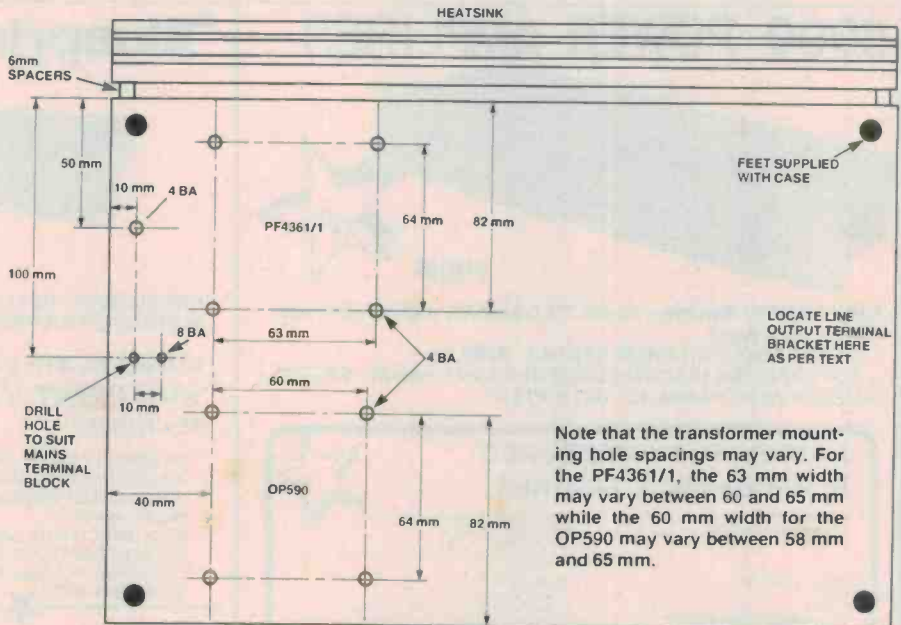 HEATSINK
6mm
SPACERS
50 mm
10 mm
4 BA
100 mm
PF4361/1
64 mm
82 mm
FEET SUPPLIED
WITH CASE
8 BA
63 mm
60 mm
4 BA
LOCATE LINE
OUTPUT TERMINAL
BRACKET HERE
AS PER TEXT
10 mm
DRILL
HOLE
TO SUIT
MAINS
TERMINAL
BLOCK
40 mm
OP590
64 mm
82 mm
Note that the transformer mount-
ing hole spacings may vary. For
the PF4361/1, the 63 mm width
may vary between 60 and 65 mm
while the 60 mm width for the
OP590 may vary between 58 mm
and 65 mm.